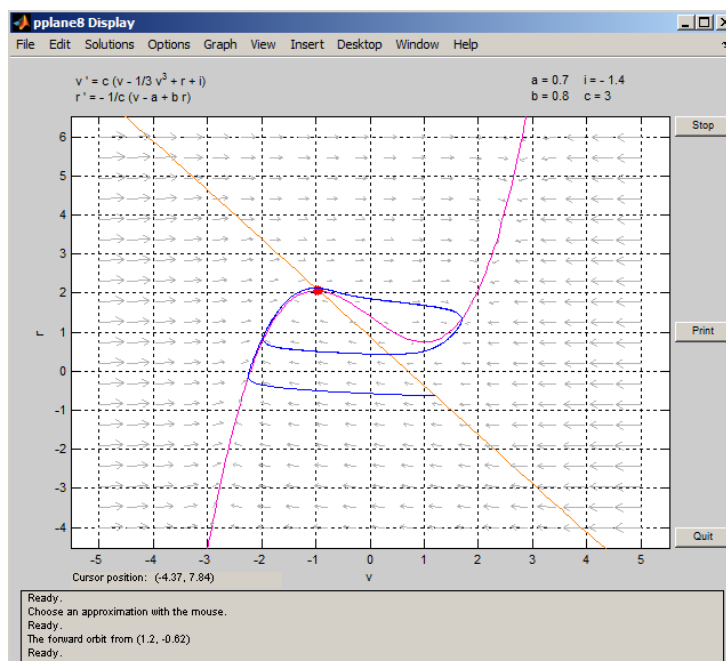 pplane8 Display
File Edit Solutions Options Graph View Insert Desktop Window Help
v ' = c (v - 1/3 v³ + r + i)
r ' = - 1/c (v - a + b r)
a = 0.7 i = - 1.4
b = 0.8 c = 3
Stop
6
5
4
3
2
1
0
-1
-2
-3
-4
r
Print
Quit
-5 -4 -3 -2 -1 0 1 2 3 4 5
v
Cursor position: (-4.37, 7.84)
Ready.
Choose an approximation with the mouse.
Ready.
The forward orbit from (1.2, -0.62)
Ready.